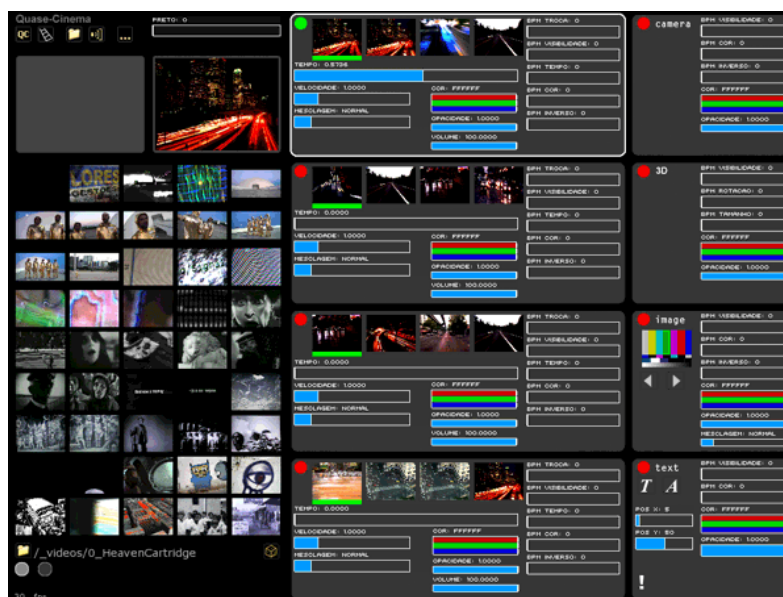 Quase-Cinema
QC
...
PRETO: 0
/_videos/0_HeavenCartridge
30 fps
TEMPO: 0.5736
VELOCIDADE: 1.0000
MESCLAGEM: NORMAL
COR: FFFFFF
OPACIDADE: 1.0000
VOLUME: 100.0000
BPM TROCA: 0
BPM VISIBILIDADE: 0
BPM TEMPO: 0
BPM COR: 0
BPM INVERSO: 0
TEMPO: 0.0000
VELOCIDADE: 1.0000
MESCLAGEM: NORMAL
COR: FFFFFF
OPACIDADE: 1.0000
VOLUME: 100.0000
BPM TROCA: 0
BPM VISIBILIDADE: 0
BPM TEMPO: 0
BPM COR: 0
BPM INVERSO: 0
TEMPO: 0.0000
VELOCIDADE: 1.0000
MESCLAGEM: NORMAL
COR: FFFFFF
OPACIDADE: 1.0000
VOLUME: 100.0000
BPM TROCA: 0
BPM VISIBILIDADE: 0
BPM TEMPO: 0
BPM COR: 0
BPM INVERSO: 0
TEMPO: 0.0000
VELOCIDADE: 1.0000
MESCLAGEM: NORMAL
COR: FFFFFF
OPACIDADE: 1.0000
VOLUME: 100.0000
BPM TROCA: 0
BPM VISIBILIDADE: 0
BPM TEMPO: 0
BPM COR: 0
BPM INVERSO: 0
camera
BPM VISIBILIDADE: 0
BPM COR: 0
BPM INVERSO: 0
COR: FFFFFF
OPACIDADE: 1.0000
3D
BPM VISIBILIDADE: 0
BPM ROTACAO: 0
BPM TAMANHO: 0
COR: FFFFFF
OPACIDADE: 1.0000
image
BPM VISIBILIDADE: 0
BPM COR: 0
BPM INVERSO: 0
COR: FFFFFF
OPACIDADE: 1.0000
MESCLAGEM: NORMAL
text
T A
POS X: 5
POS Y: 50
!
BPM VISIBILIDADE: 0
BPM COR: 0
COR: FFFFFF
OPACIDADE: 1.0000